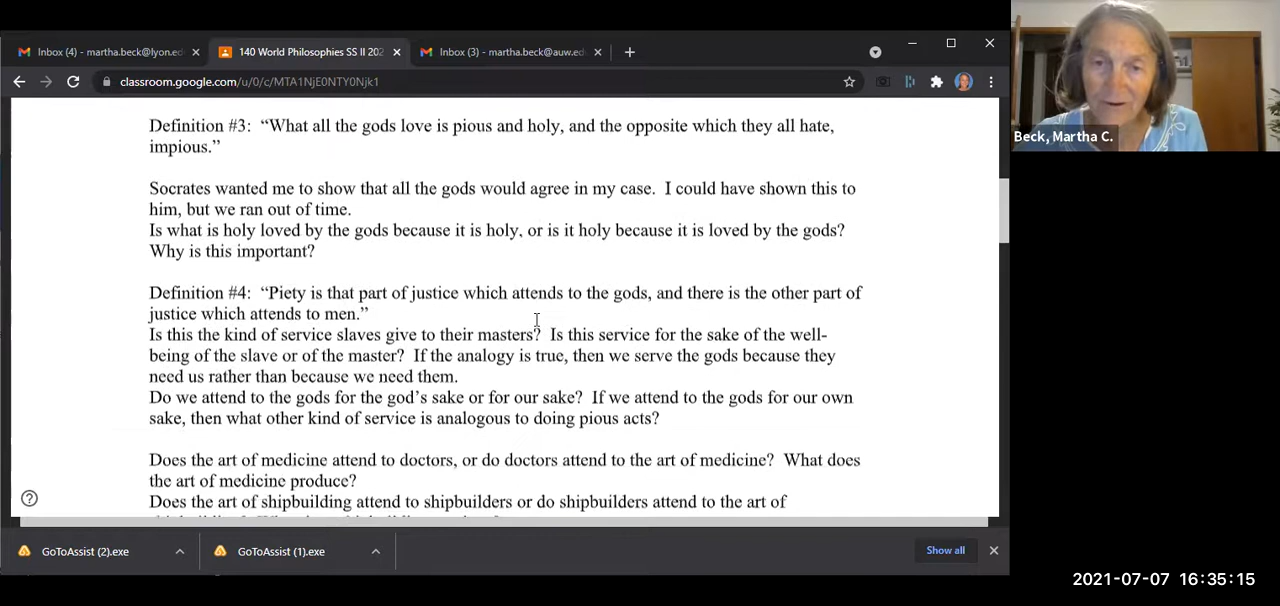 Inbox (4) - martha.beck@lyon.ed
140 World Philosophies SS II 202
Inbox (3) - martha.beck@auw.ed
classroom.google.com/u/0/c/MTA1NjE0NTY0Njk1
Beck, Martha C.
Definition #3: “What all the gods love is pious and holy, and the opposite which they all hate,
impious.”
Socrates wanted me to show that all the gods would agree in my case. I could have shown this to
him, but we ran out of time.
Is what is holy loved by the gods because it is holy, or is it holy because it is loved by the gods?
Why is this important?
Definition #4: “Piety is that part of justice which attends to the gods, and there is the other part of
justice which attends to men.”
Is this the kind of service slaves give to their masters? Is this service for the sake of the well-
being of the slave or of the master? If the analogy is true, then we serve the gods because they
need us rather than because we need them.
Do we attend to the gods for the god’s sake or for our sake? If we attend to the gods for our own
sake, then what other kind of service is analogous to doing pious acts?
Does the art of medicine attend to doctors, or do doctors attend to the art of medicine? What does
the art of medicine produce?
Does the art of shipbuilding attend to shipbuilders or do shipbuilders attend to the art of
GoToAssist (2).exe
GoToAssist (1).exe
Show all
2021-07-07 16:35:15